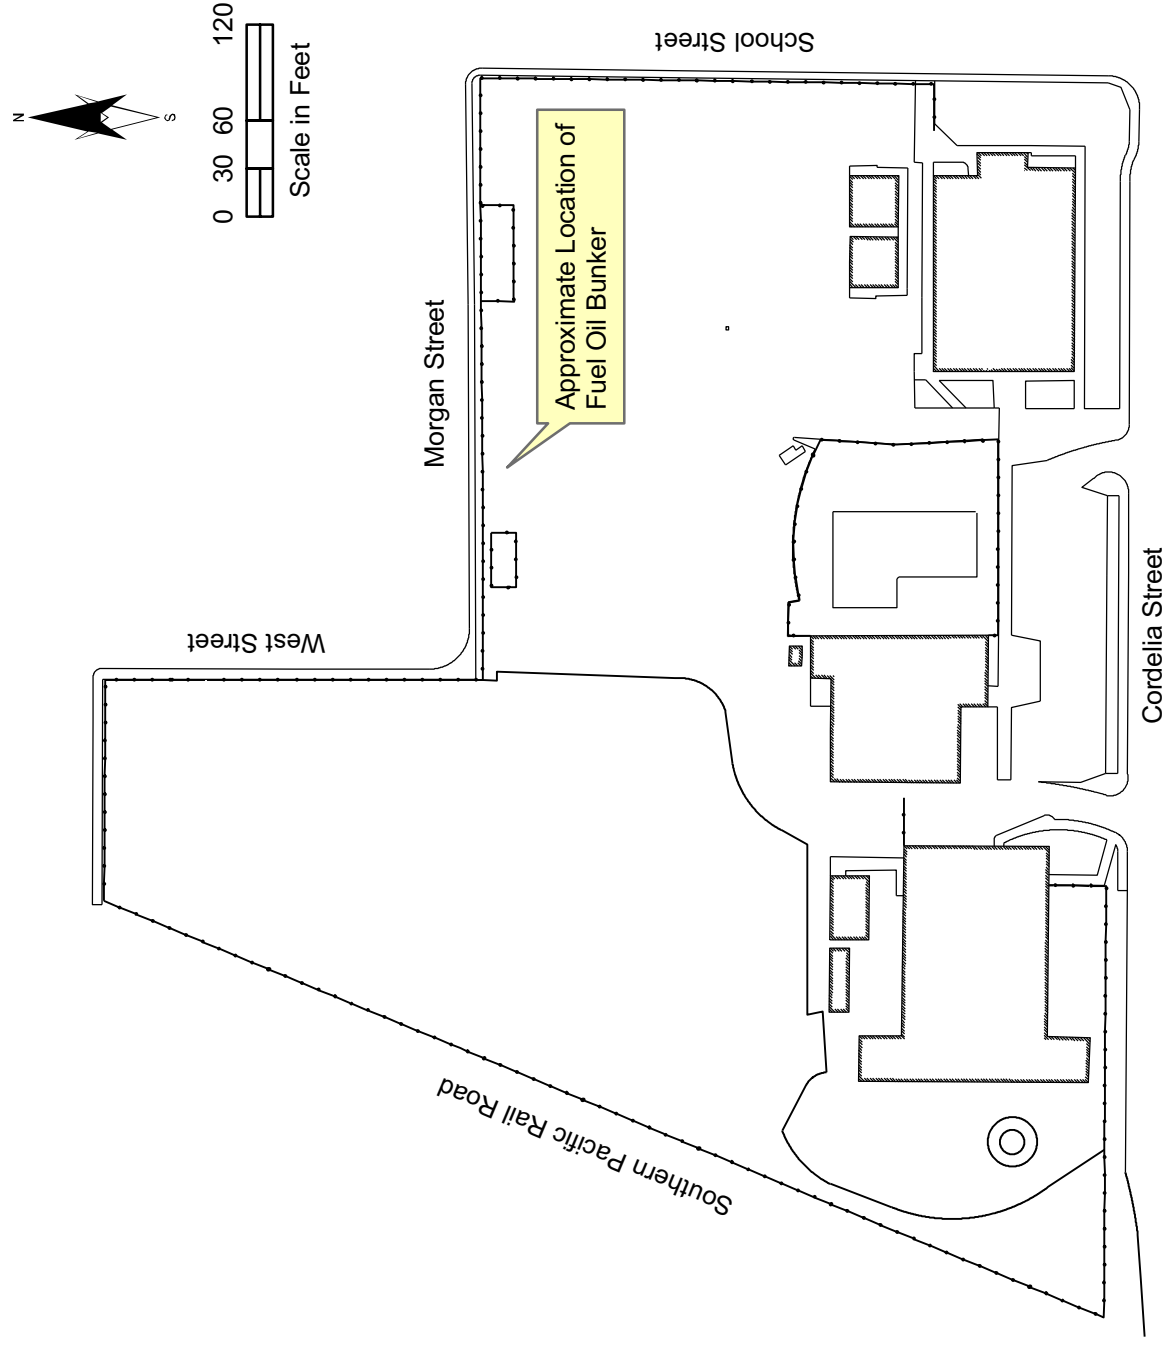 N
S
120
60
30
0
Scale in Feet
School Street
Morgan Street
Approximate Location of
Fuel Oil Bunker
West Street
Cordelia Street
Southern Pacific Rail Road